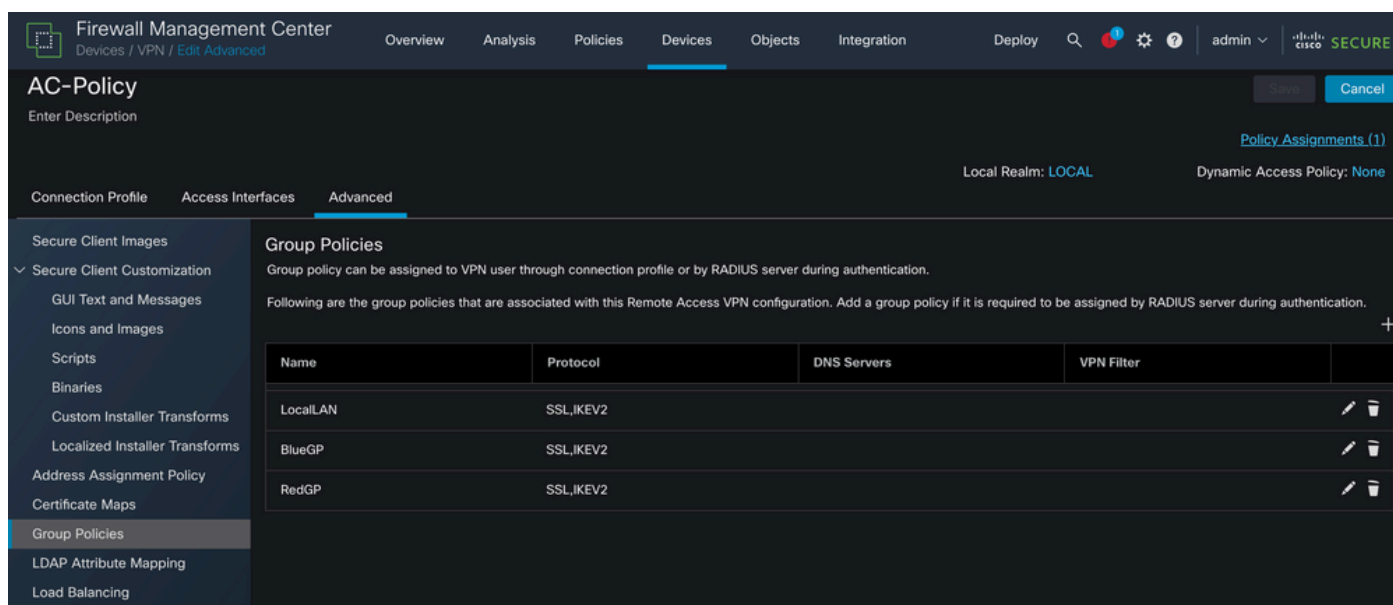 Firewall Management Center
Devices / VPN / Edit Advanced
Overview Analysis Policies Devices Objects Integration Deploy 1 ? admin cisco SECURE
AC-Policy
Save Cancel
Enter Description
Policy Assignments (1)
Local Realm: LOCAL Dynamic Access Policy: None
Connection Profile Access Interfaces Advanced
Secure Client Images
Secure Client Customization
GUI Text and Messages
Icons and Images
Scripts
Binaries
Custom Installer Transforms
Localized Installer Transforms
Address Assignment Policy
Certificate Maps
Group Policies
LDAP Attribute Mapping
Load Balancing
Group Policies
Group policy can be assigned to VPN user through connection profile or by RADIUS server during authentication.
Following are the group policies that are associated with this Remote Access VPN configuration. Add a group policy if it is required to be assigned by RADIUS server during authentication.
+
Name Protocol DNS Servers VPN Filter
LocalLAN SSL,IKEV2
BlueGP SSL,IKEV2
RedGP SSL,IKEV2